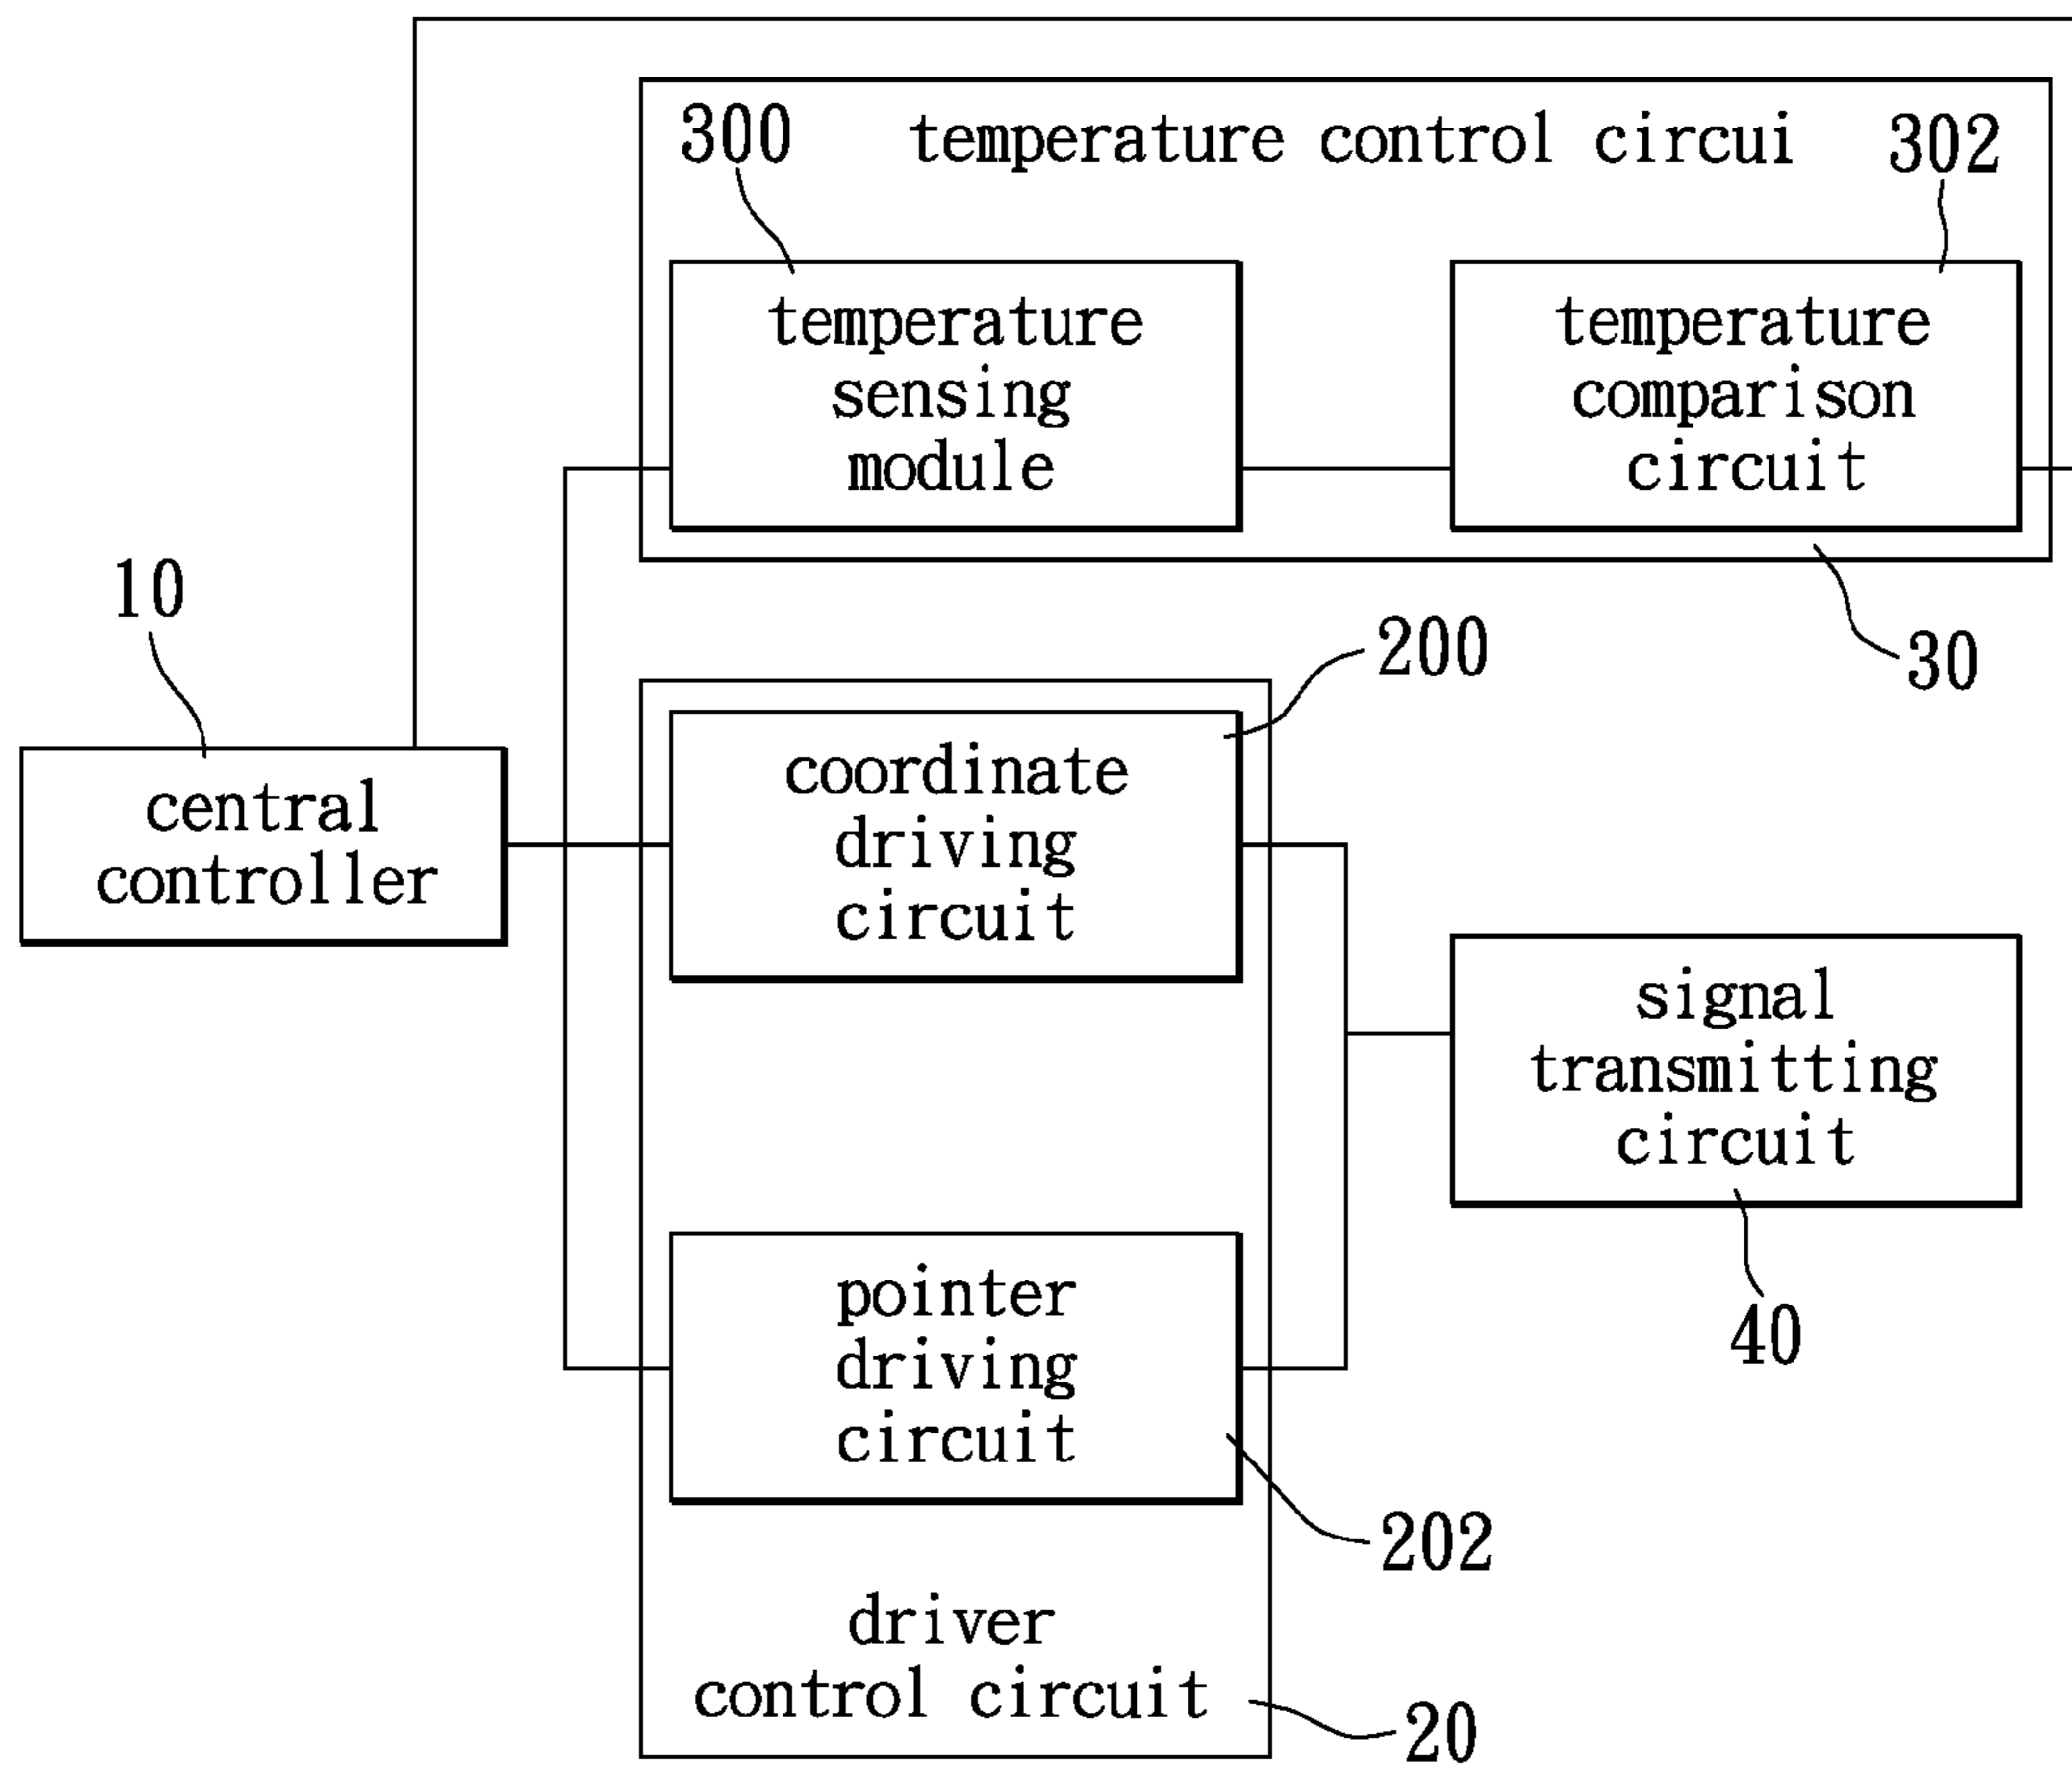 300
temperature control circui
302
temperature
sensing
module
temperature
comparison
circuit
10
200
30
central
controller
coordinate
driving
circuit
signal
transmitting
circuit
40
pointer
driving
circuit
202
driver
control circuit
20